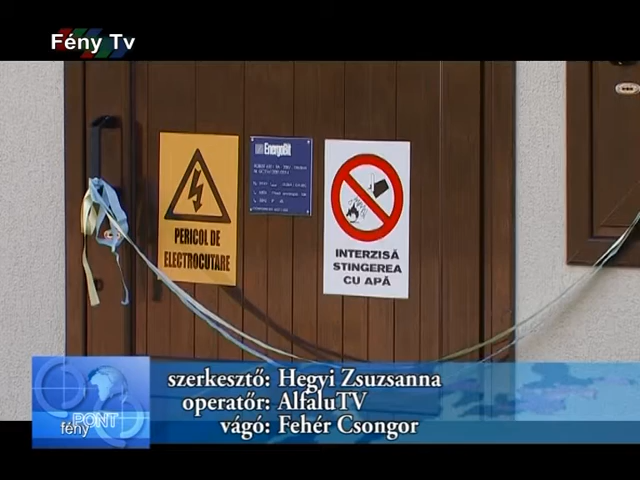 Fény Tv
PERICOL DE
ELECTROCUTARE
EnergoBit
INTERZISĂ
STINGEREA
CU APĂ
szerkesztő: Hegyi Zsuzsanna
operatőr: AlfaluTV
vágó: Fehér Csongor
PONT
fény